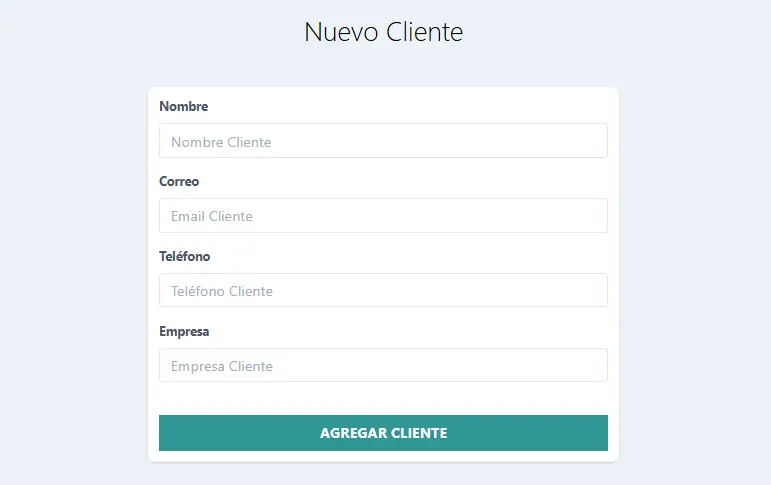 Nuevo Cliente
Nombre
Nombre Cliente
Correo
Email Cliente
Teléfono
Teléfono Cliente
Empresa
Empresa Cliente
AGREGAR CLIENTE